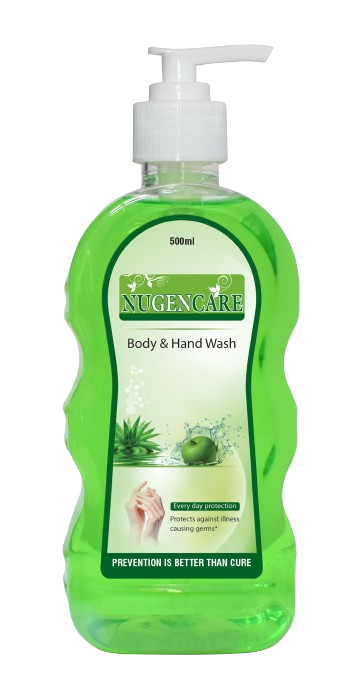 500ml
NUGENCARE
Body & Hand Wash
Every day protection
Protects against illness
causing germs*
PREVENTION IS BETTER THAN CURE